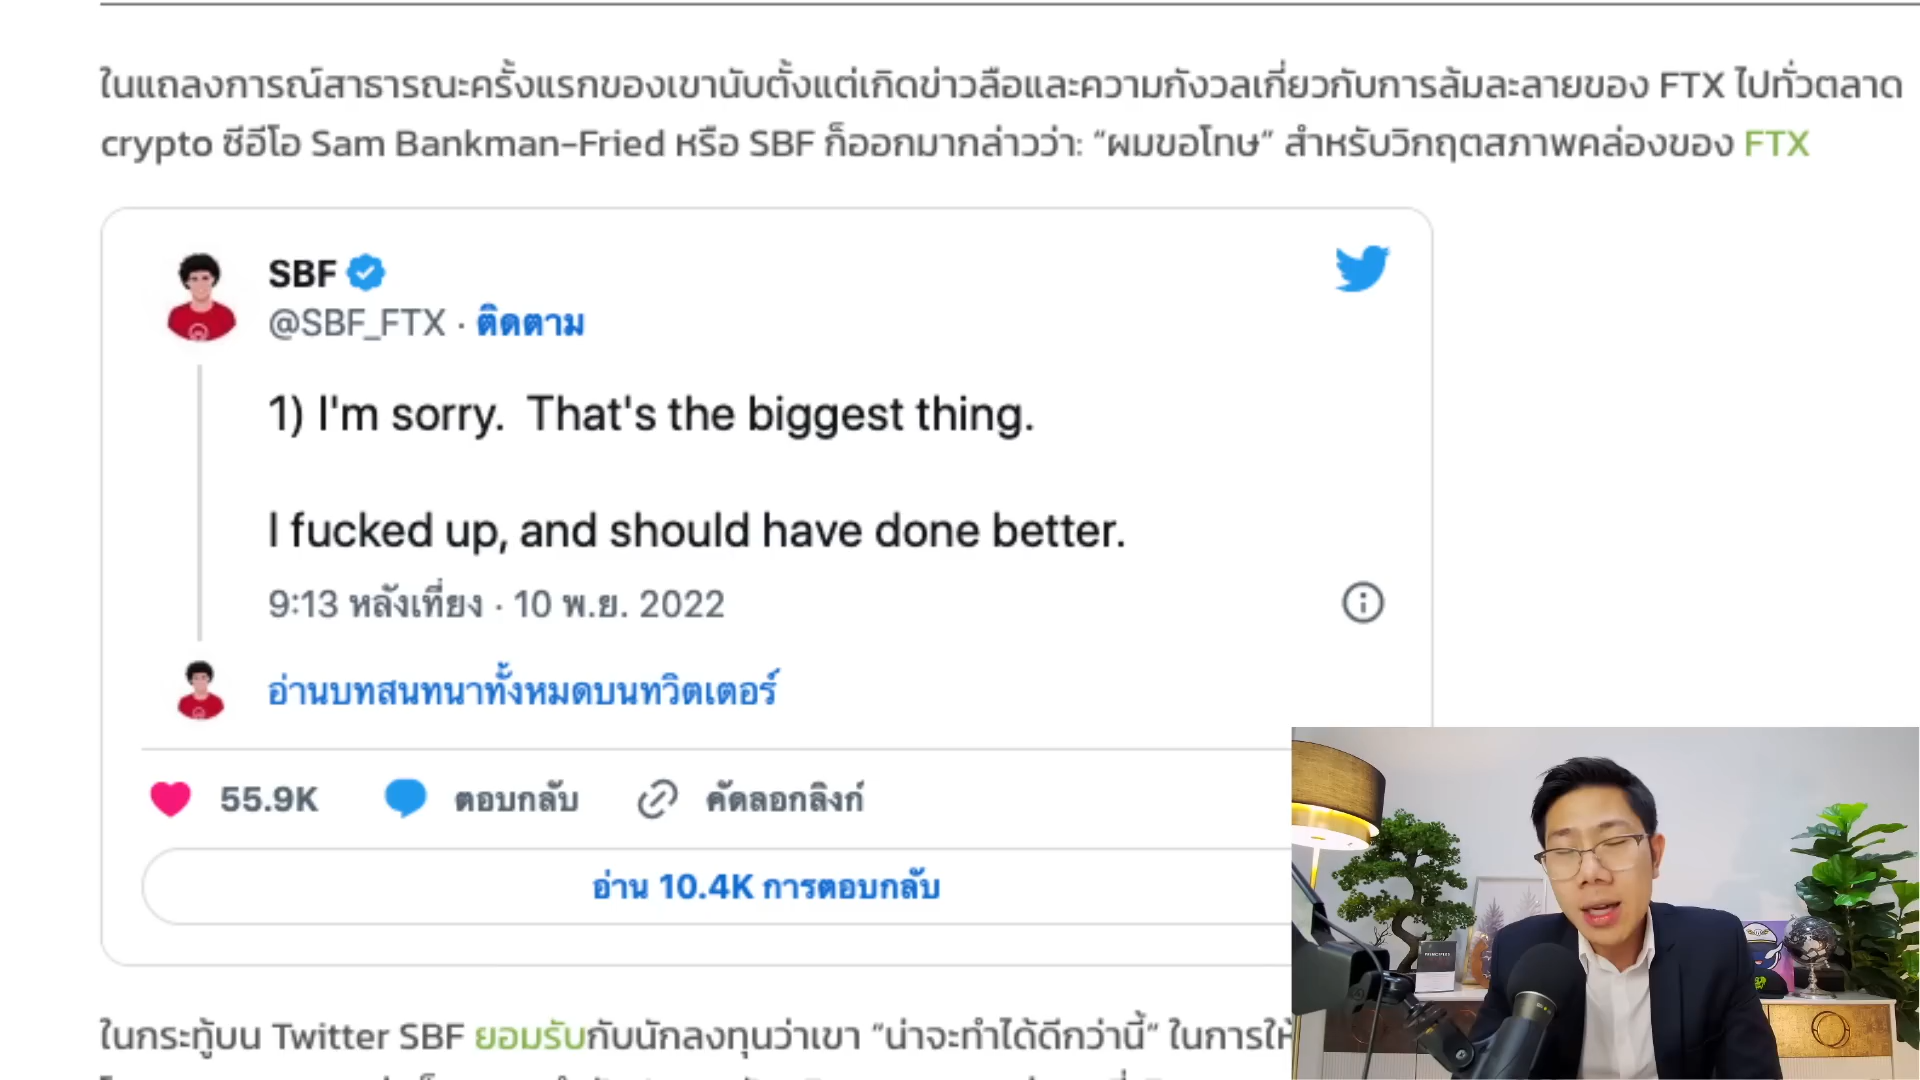 ในแถลงการณ์สาธารณะครั้งแรกของเขานับตั้งแต่เกิดข่าวลือและความกังวลเกี่ยวกับการล้มละลายของ FTX ไปทั่วตลาด
crypto ซีอีโอ Sam Bankman-Fried หรือ SBF ก็ออกมากล่าวว่า: “ผมขอโทษ” สำหรับวิกฤตสภาพคล่องของ FTX
SBF
@SBF_FTX · ติดตาม
1) I'm sorry.  That's the biggest thing.
I fucked up, and should have done better.
9:13 หลังเที่ยง · 10 พ.ย. 2022
อ่านบทสนทนาทั้งหมดบนทวิตเตอร์
55.9K ตอบกลับ คัดลอกลิงก์
อ่าน 10.4K การตอบกลับ
ในกระทู้บน Twitter SBF ยอมรับกับนักลงทุนว่าเขา “น่าจะทำได้ดีกว่านี้” ในการให้
PRINCIPLES